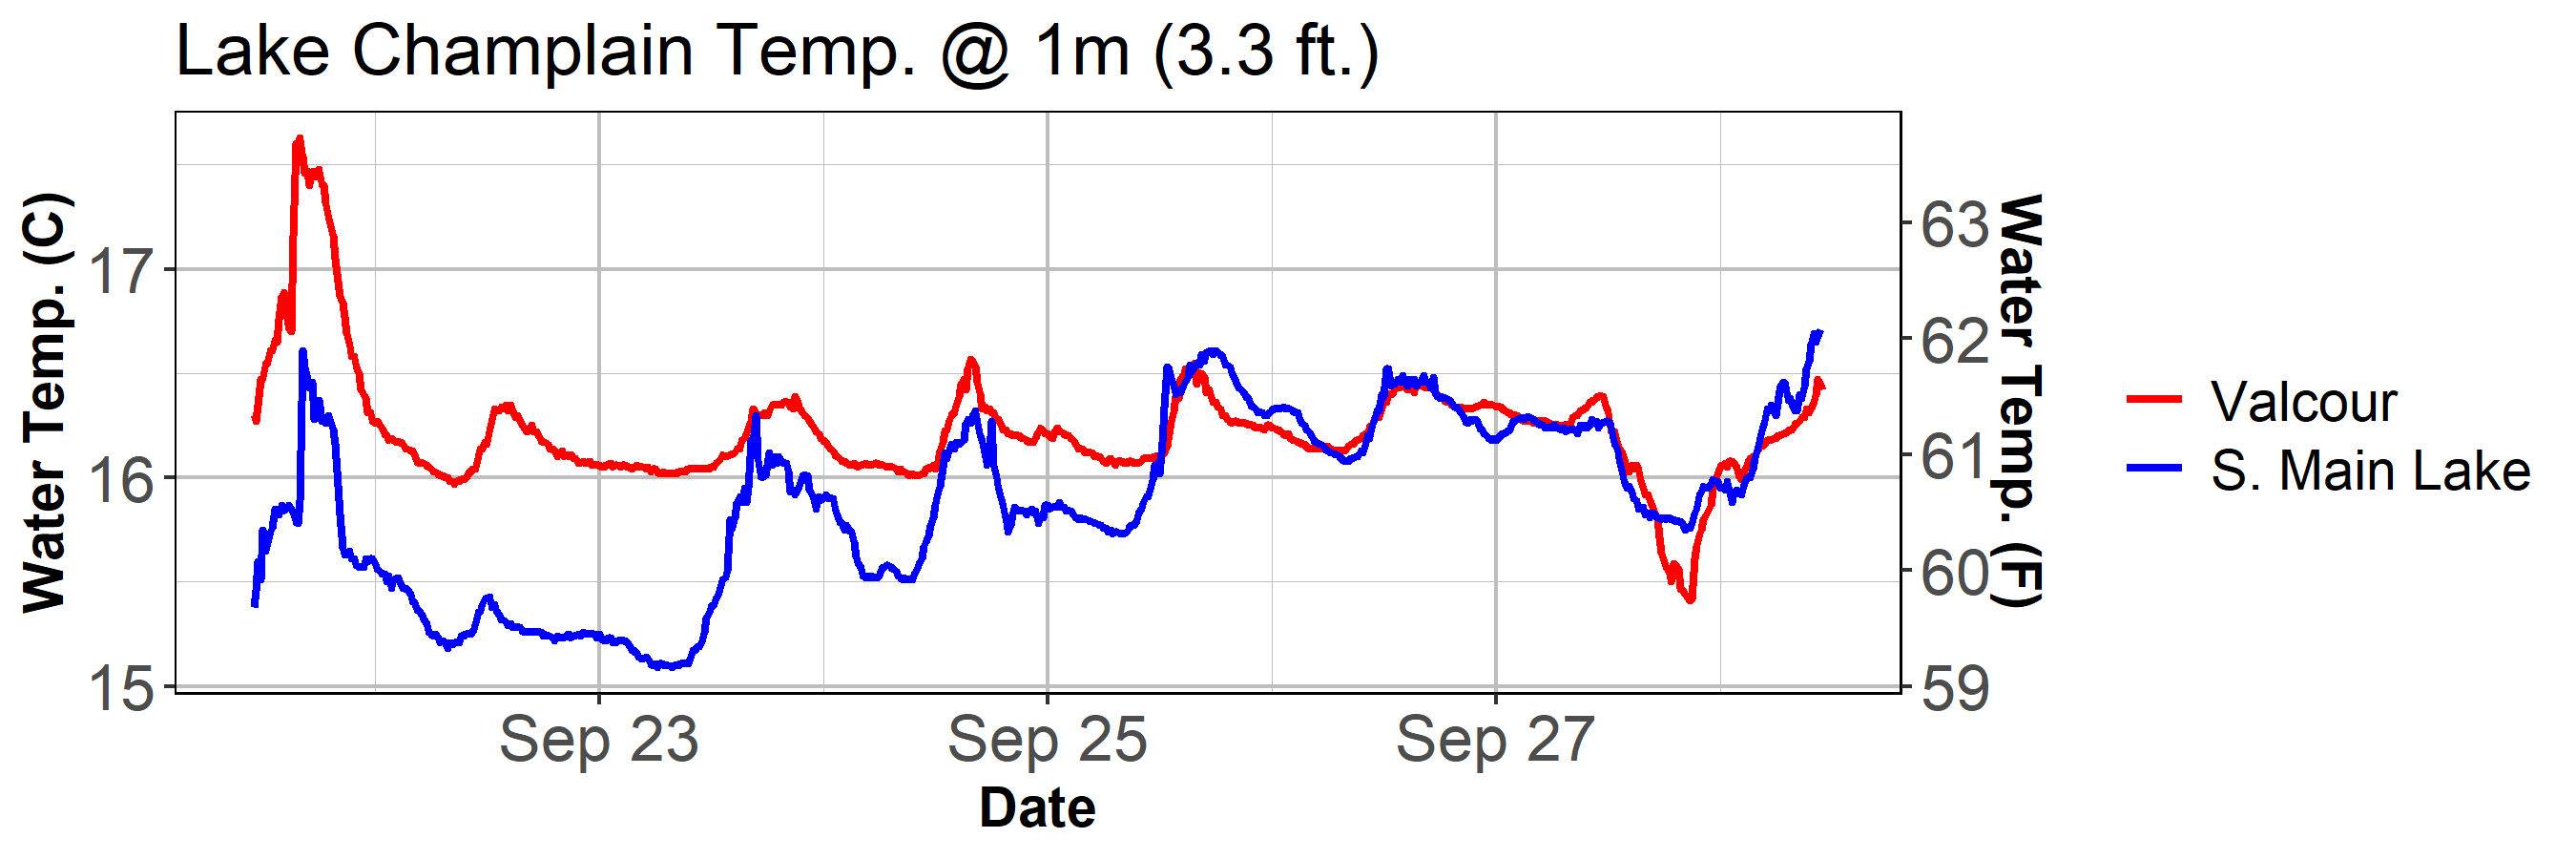 Lake Champlain Temp. @ 1m (3.3 ft.)
Water Temp. (C)
17
16
15
63
62
61
60
59
Water Temp. (F)
Sep 23
Sep 25
Sep 27
Date
Valcour
S. Main Lake